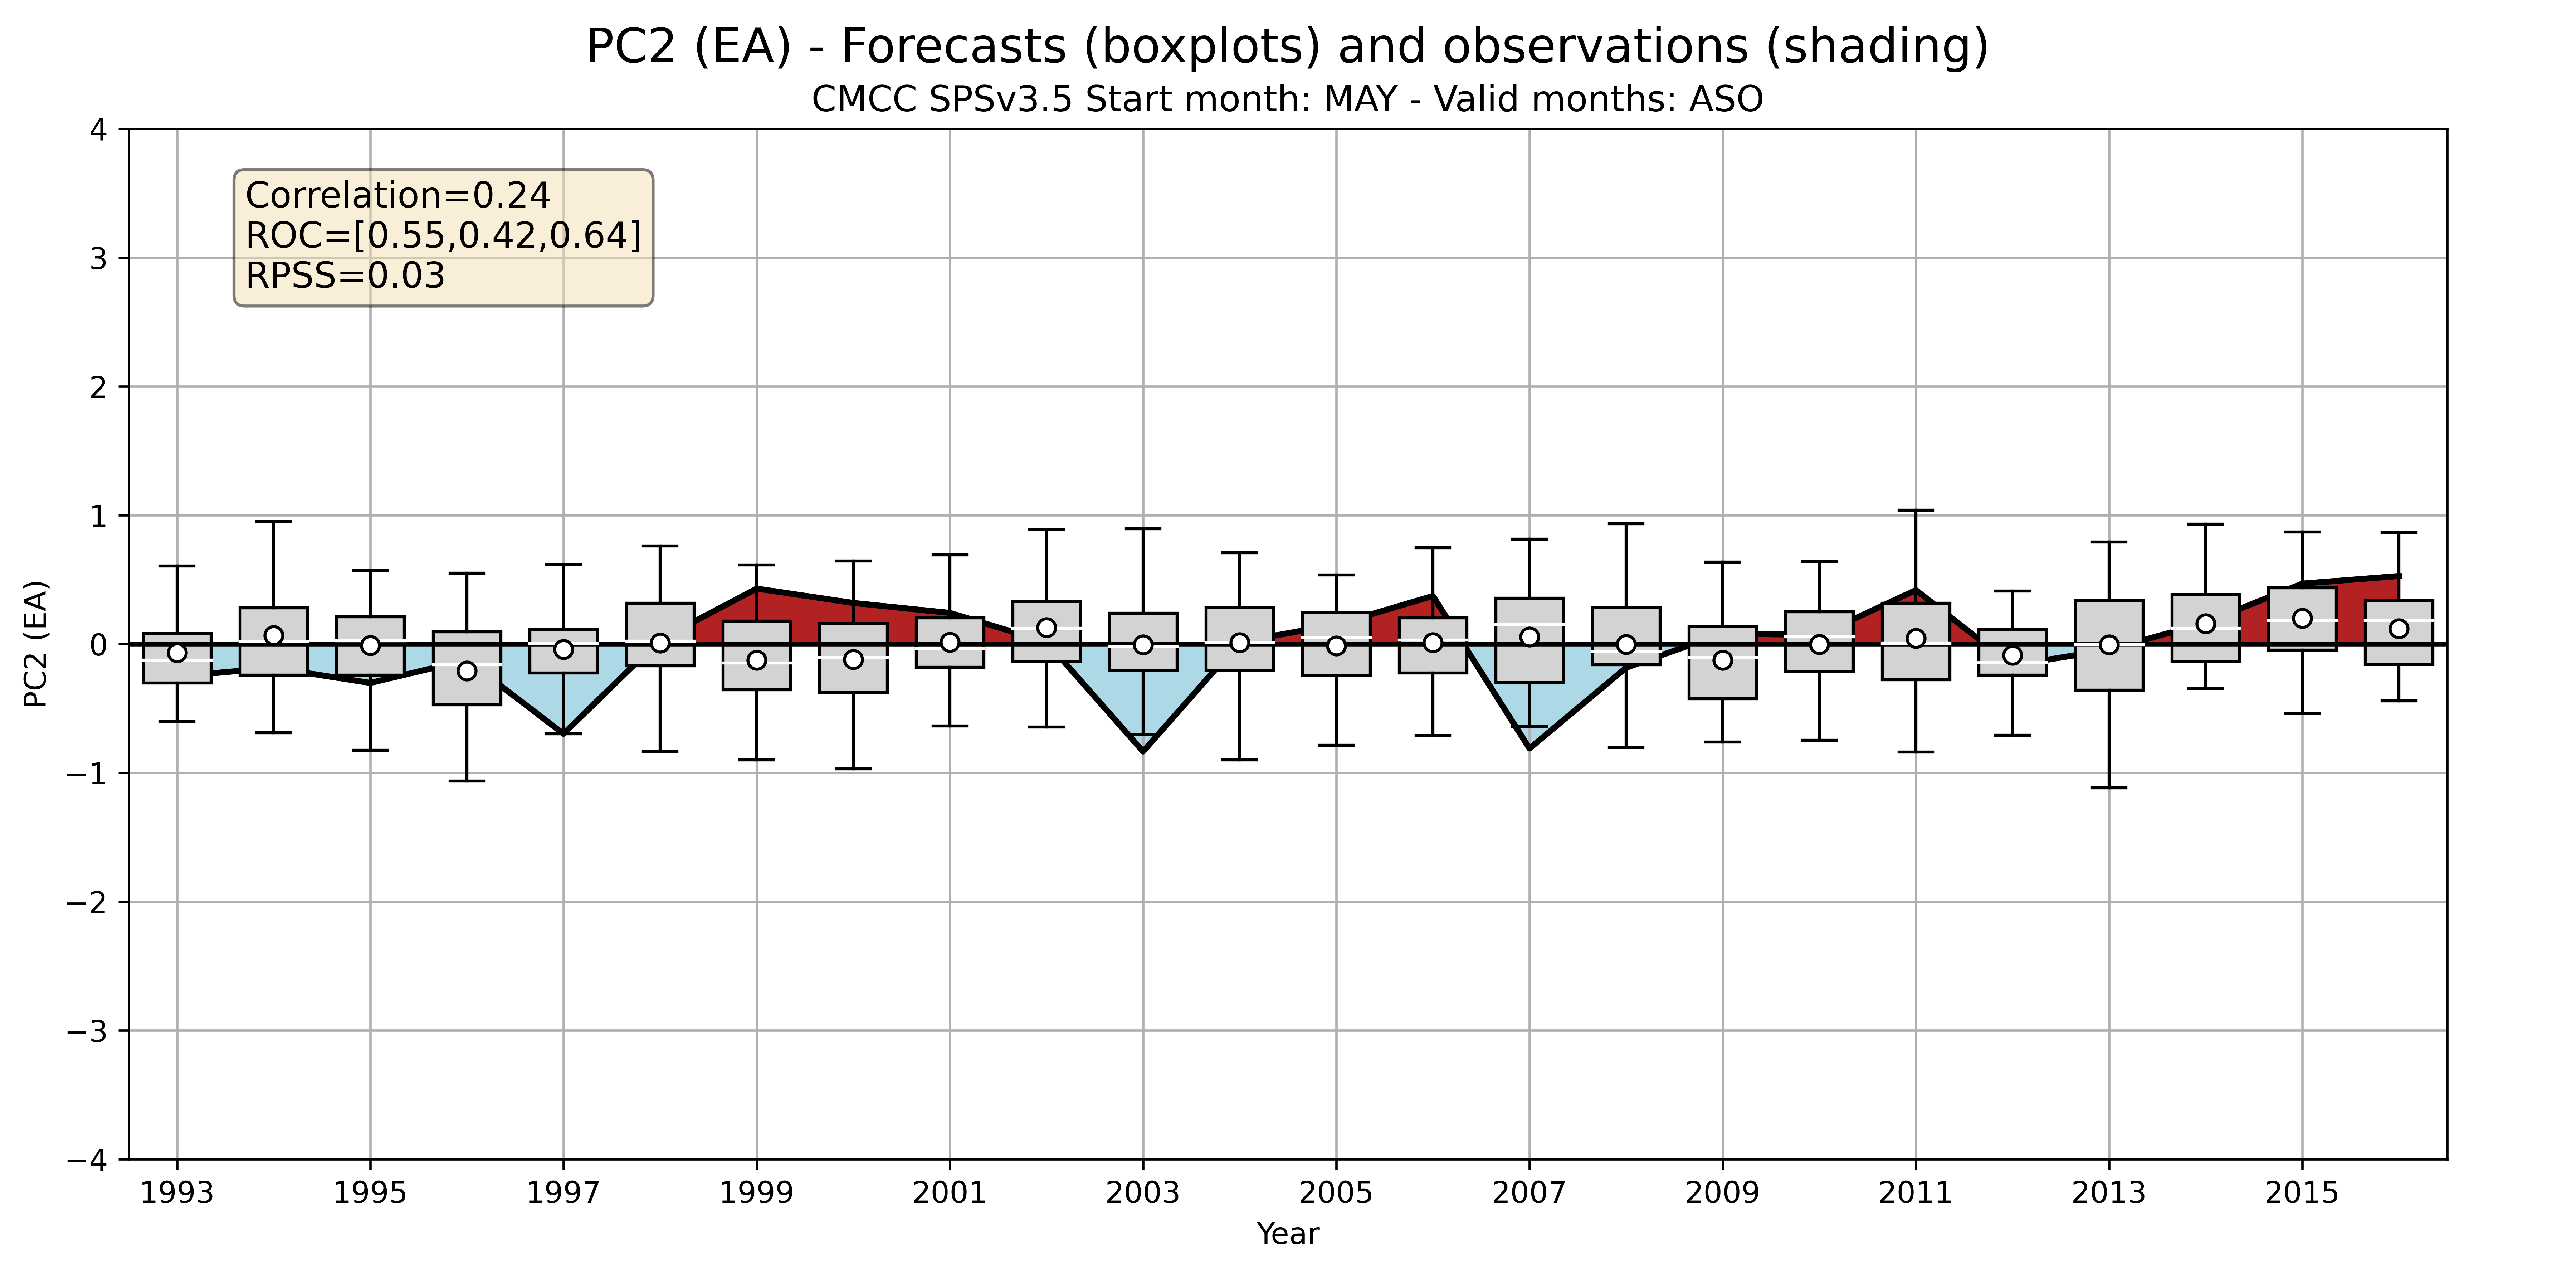 PC2 (EA) - Forecasts (boxplots) and observations (shading)
CMCC SPSv3.5 Start month: MAY - Valid months: ASO
Correlation=0.24
ROC=[0.55,0.42,0.64]
RPSS=0.03
PC2 (EA)
4
3
2
1
0
−1
−2
−3
−4
1993 1995 1997 1999 2001 2003 2005 2007 2009 2011 2013 2015
Year